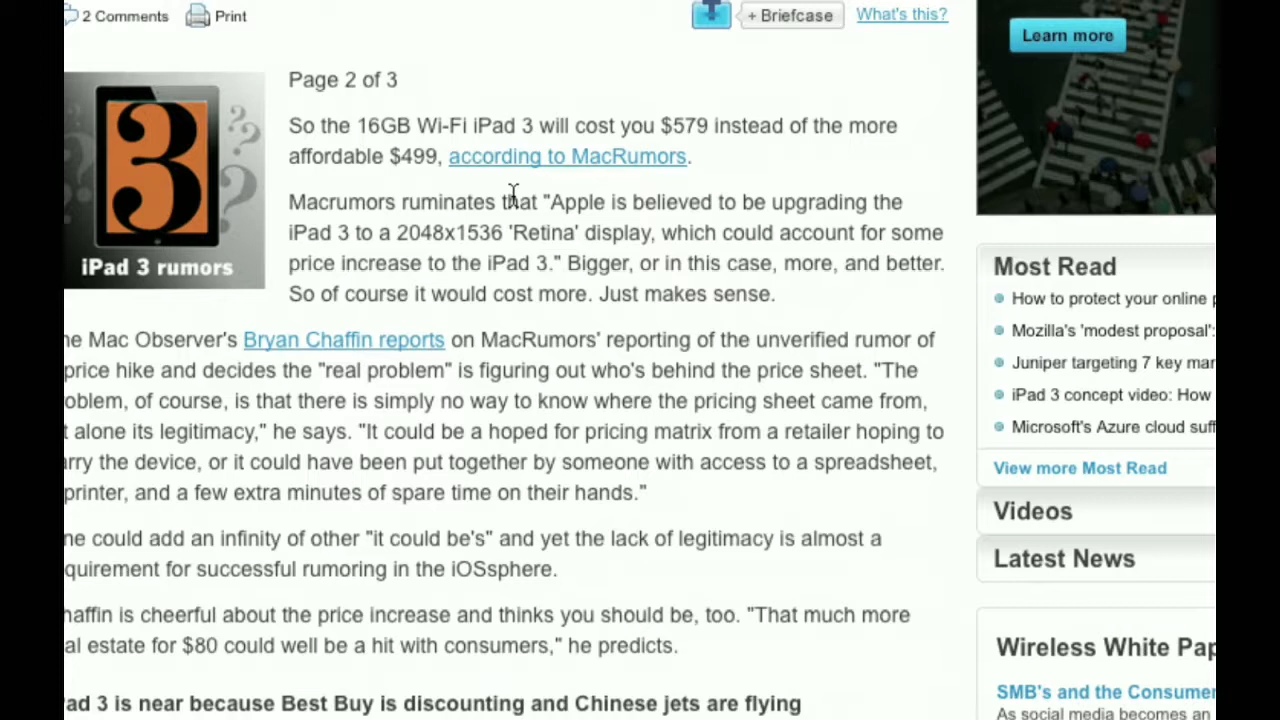 2 Comments Print + Briefcase What's this?
Learn more
Page 2 of 3
3
iPad 3 rumors
So the 16GB Wi-Fi iPad 3 will cost you $579 instead of the more
affordable $499, according to MacRumors.
Macrumors ruminates that "Apple is believed to be upgrading the
iPad 3 to a 2048x1536 'Retina' display, which could account for some
price increase to the iPad 3." Bigger, or in this case, more, and better.
So of course it would cost more. Just makes sense.
he Mac Observer's Bryan Chaffin reports on MacRumors' reporting of the unverified rumor of
price hike and decides the "real problem" is figuring out who's behind the price sheet. "The
oblem, of course, is that there is simply no way to know where the pricing sheet came from,
t alone its legitimacy," he says. "It could be a hoped for pricing matrix from a retailer hoping to
arry the device, or it could have been put together by someone with access to a spreadsheet,
printer, and a few extra minutes of spare time on their hands."
ne could add an infinity of other "it could be's" and yet the lack of legitimacy is almost a
quirement for successful rumoring in the iOSsphere.
haffin is cheerful about the price increase and thinks you should be, too. "That much more
al estate for $80 could well be a hit with consumers," he predicts.
ad 3 is near because Best Buy is discounting and Chinese jets are flying
Most Read
How to protect your online p
Mozilla's 'modest proposal':
Juniper targeting 7 key mar
iPad 3 concept video: How
Microsoft's Azure cloud suff
View more Most Read
Videos
Latest News
Wireless White Pap
SMB's and the Consumer
As social media becomes an